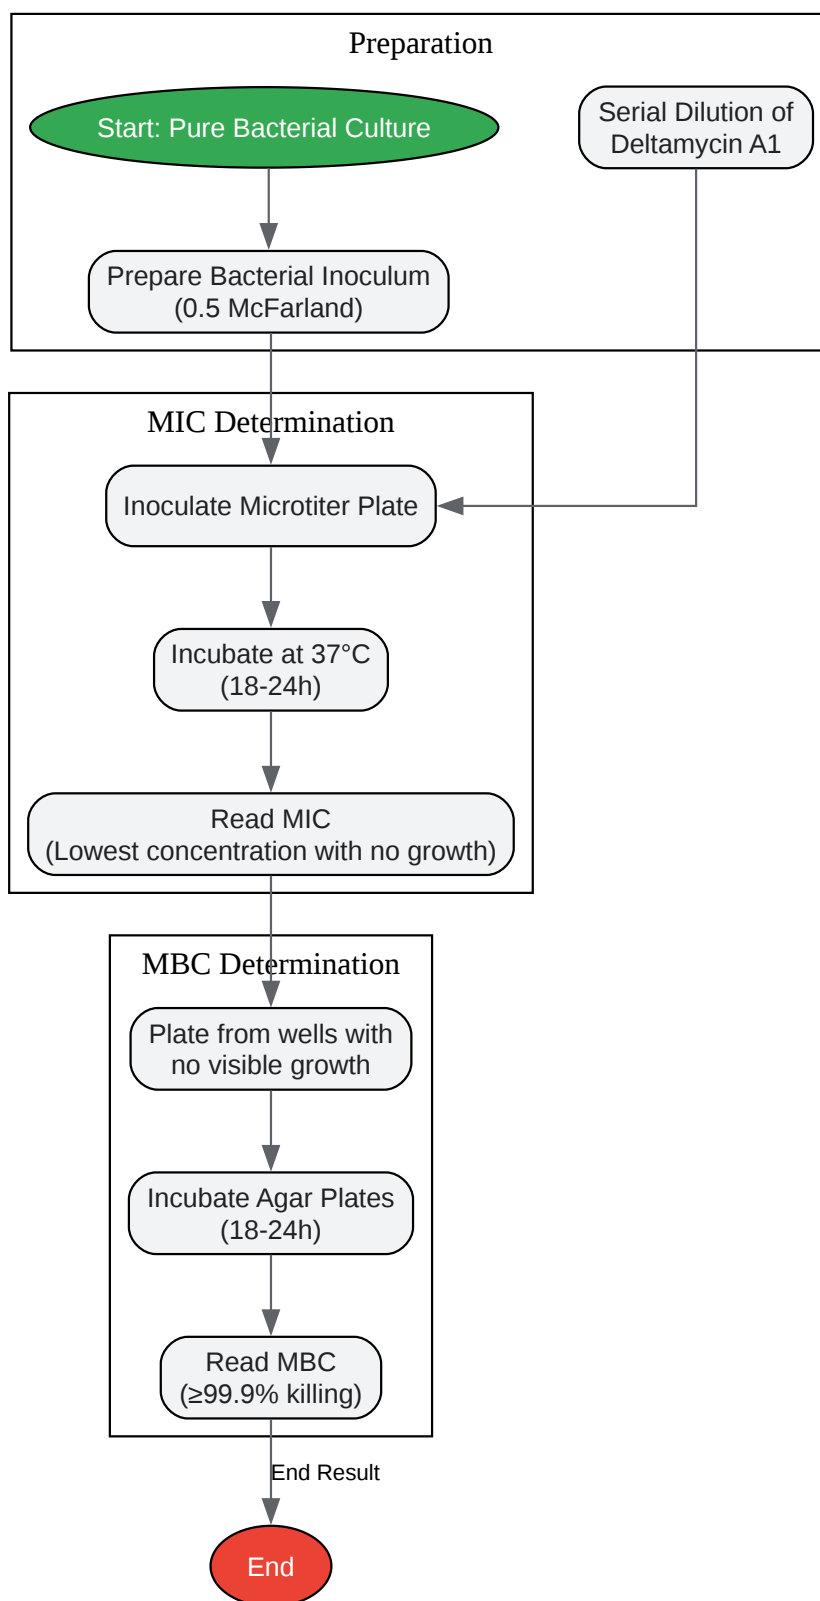 Preparation
Start: Pure Bacterial Culture
Serial Dilution of
Deltamycin A1
Prepare Bacterial Inoculum
(0.5 McFarland)
MIC Determination
Inoculate Microtiter Plate
Incubate at 37°C
(18-24h)
Read MIC
(Lowest concentration with no growth)
MBC Determination
Plate from wells with
no visible growth
Incubate Agar Plates
(18-24h)
Read MBC
(≥99.9% killing)
End Result
End